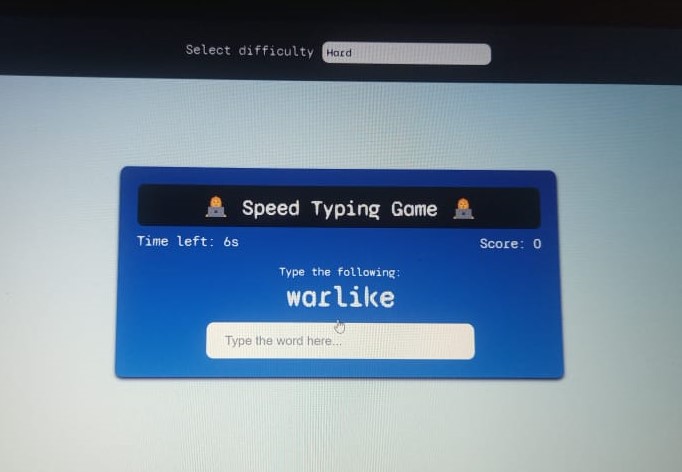 Select difficulty Hard
Speed Typing Game
Time left: 6s Score: 0
Type the following:
warlike
Type the word here...